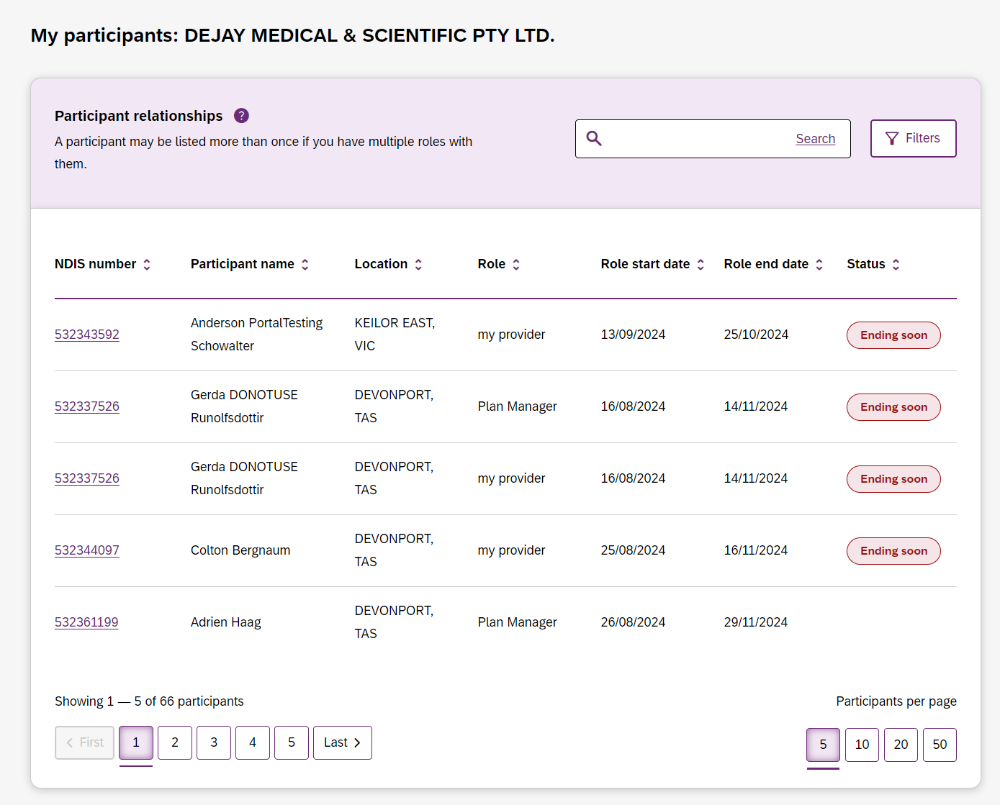 My participants: DEJAY MEDICAL & SCIENTIFIC PTY LTD.
Participant relationships ?
A participant may be listed more than once if you have multiple roles with
them.
Search
Filters
NDIS number Participant name Location Role Role start date Role end date Status
532343592 Anderson PortalTesting Schowalter KEILOR EAST, VIC my provider 13/09/2024 25/10/2024 Ending soon
532337526 Gerda DONOTUSE Runolfsdottir DEVONPORT, TAS Plan Manager 16/08/2024 14/11/2024 Ending soon
532337526 Gerda DONOTUSE Runolfsdottir DEVONPORT, TAS my provider 16/08/2024 14/11/2024 Ending soon
532344097 Colton Bergnaum DEVONPORT, TAS my provider 25/08/2024 16/11/2024 Ending soon
532361199 Adrien Haag DEVONPORT, TAS Plan Manager 26/08/2024 29/11/2024
Showing 1 — 5 of 66 participants
Participants per page
First 1 2 3 4 5 Last
5 10 20 50